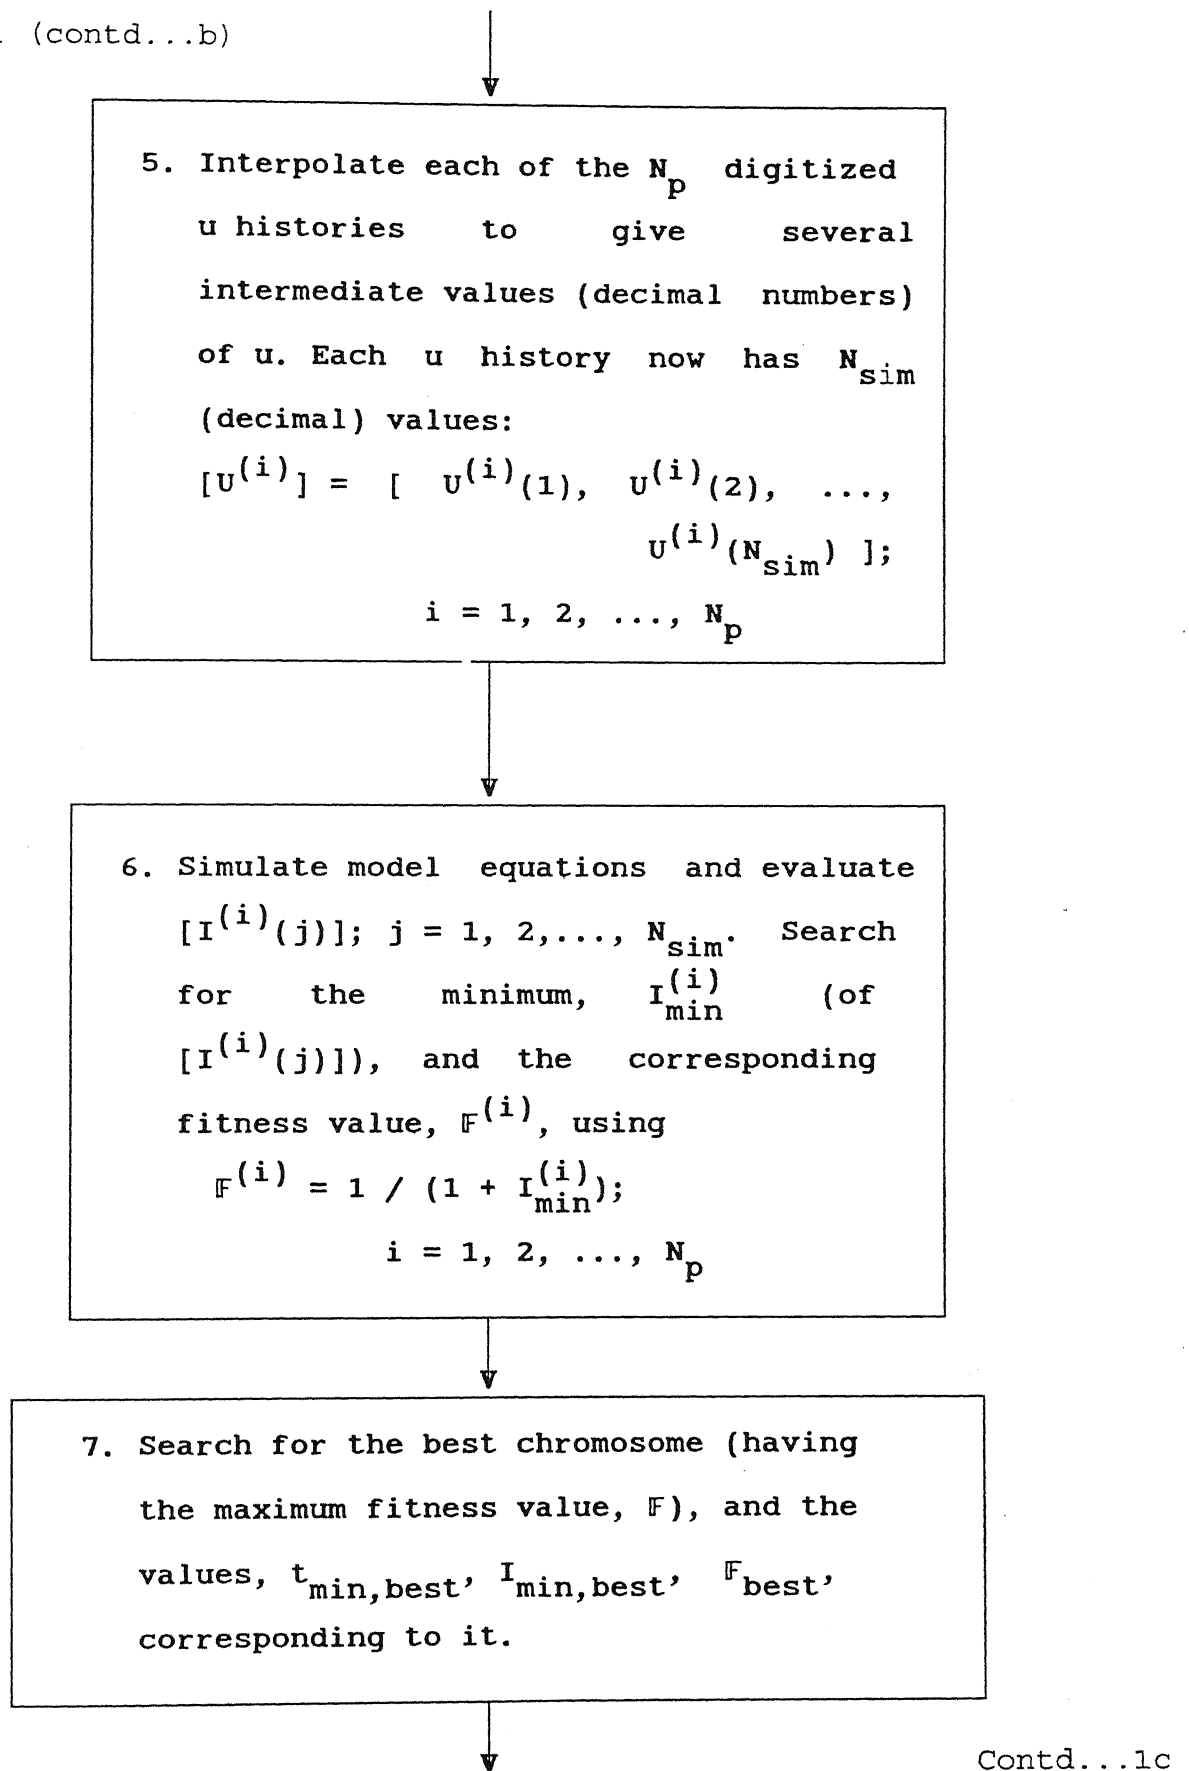 (contd...b)
5. Interpolate each of the N_p digitized
u histories to give several
intermediate values (decimal numbers)
of u. Each u history now has N_sim
(decimal) values:
[U^(i)] = [ U^(i)(1), U^(i)(2), ...,
U^(i)(N_sim) ];
i = 1, 2, ..., N_p
6. Simulate model equations and evaluate
[I^(i)(j)]; j = 1, 2,..., N_sim. Search
for the minimum, I_min^(i) (of
[I^(i)(j)]), and the corresponding
fitness value, 𝔽^(i), using
𝔽^(i) = 1 / (1 + I_min^(i));
i = 1, 2, ..., N_p
7. Search for the best chromosome (having
the maximum fitness value, 𝔽), and the
values, t_min,best, I_min,best, 𝔽_best,
corresponding to it.
Contd...1c